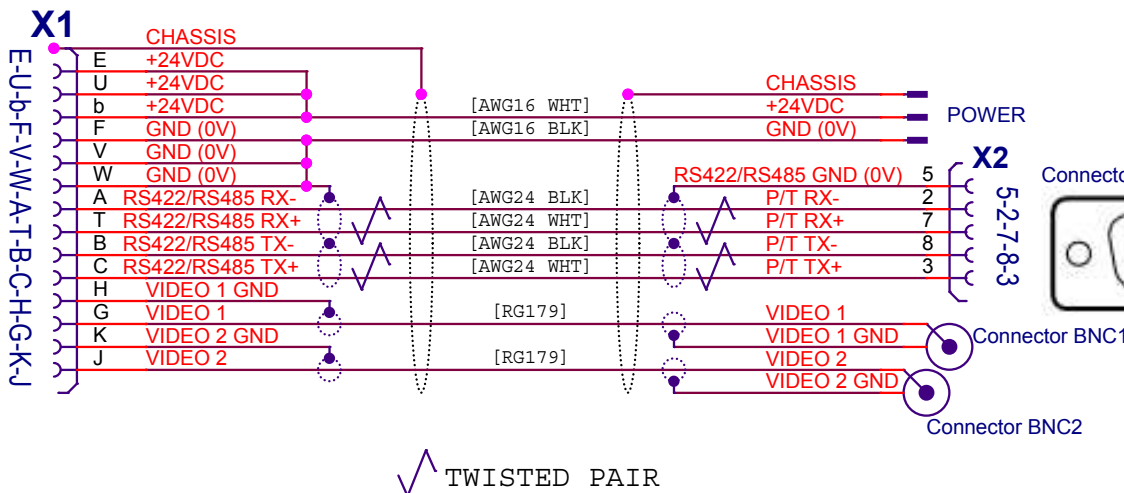 X1
CHASSIS
E +24VDC
U +24VDC
CHASSIS
b +24VDC [AWG16 WHT] +24VDC
POWER
F GND (0V) [AWG16 BLK] GND (0V)
V GND (0V)
X2
W GND (0V) RS422/RS485 GND (0V) 5
Connecto
A RS422/RS485 RX- [AWG24 BLK] P/T RX- 2
T RS422/RS485 RX+ [AWG24 WHT] P/T RX+ 7
B RS422/RS485 TX- [AWG24 BLK] P/T TX- 8
C RS422/RS485 TX+ [AWG24 WHT] P/T TX+ 3
E-U-b-F-V-W-A-T-B-C-H-G-K-J
5-2-7-8-3
H VIDEO 1 GND
G VIDEO 1 [RG179] VIDEO 1
K VIDEO 2 GND VIDEO 1 GND
Connector BNC1
J VIDEO 2 [RG179] VIDEO 2
VIDEO 2 GND
Connector BNC2
TWISTED PAIR